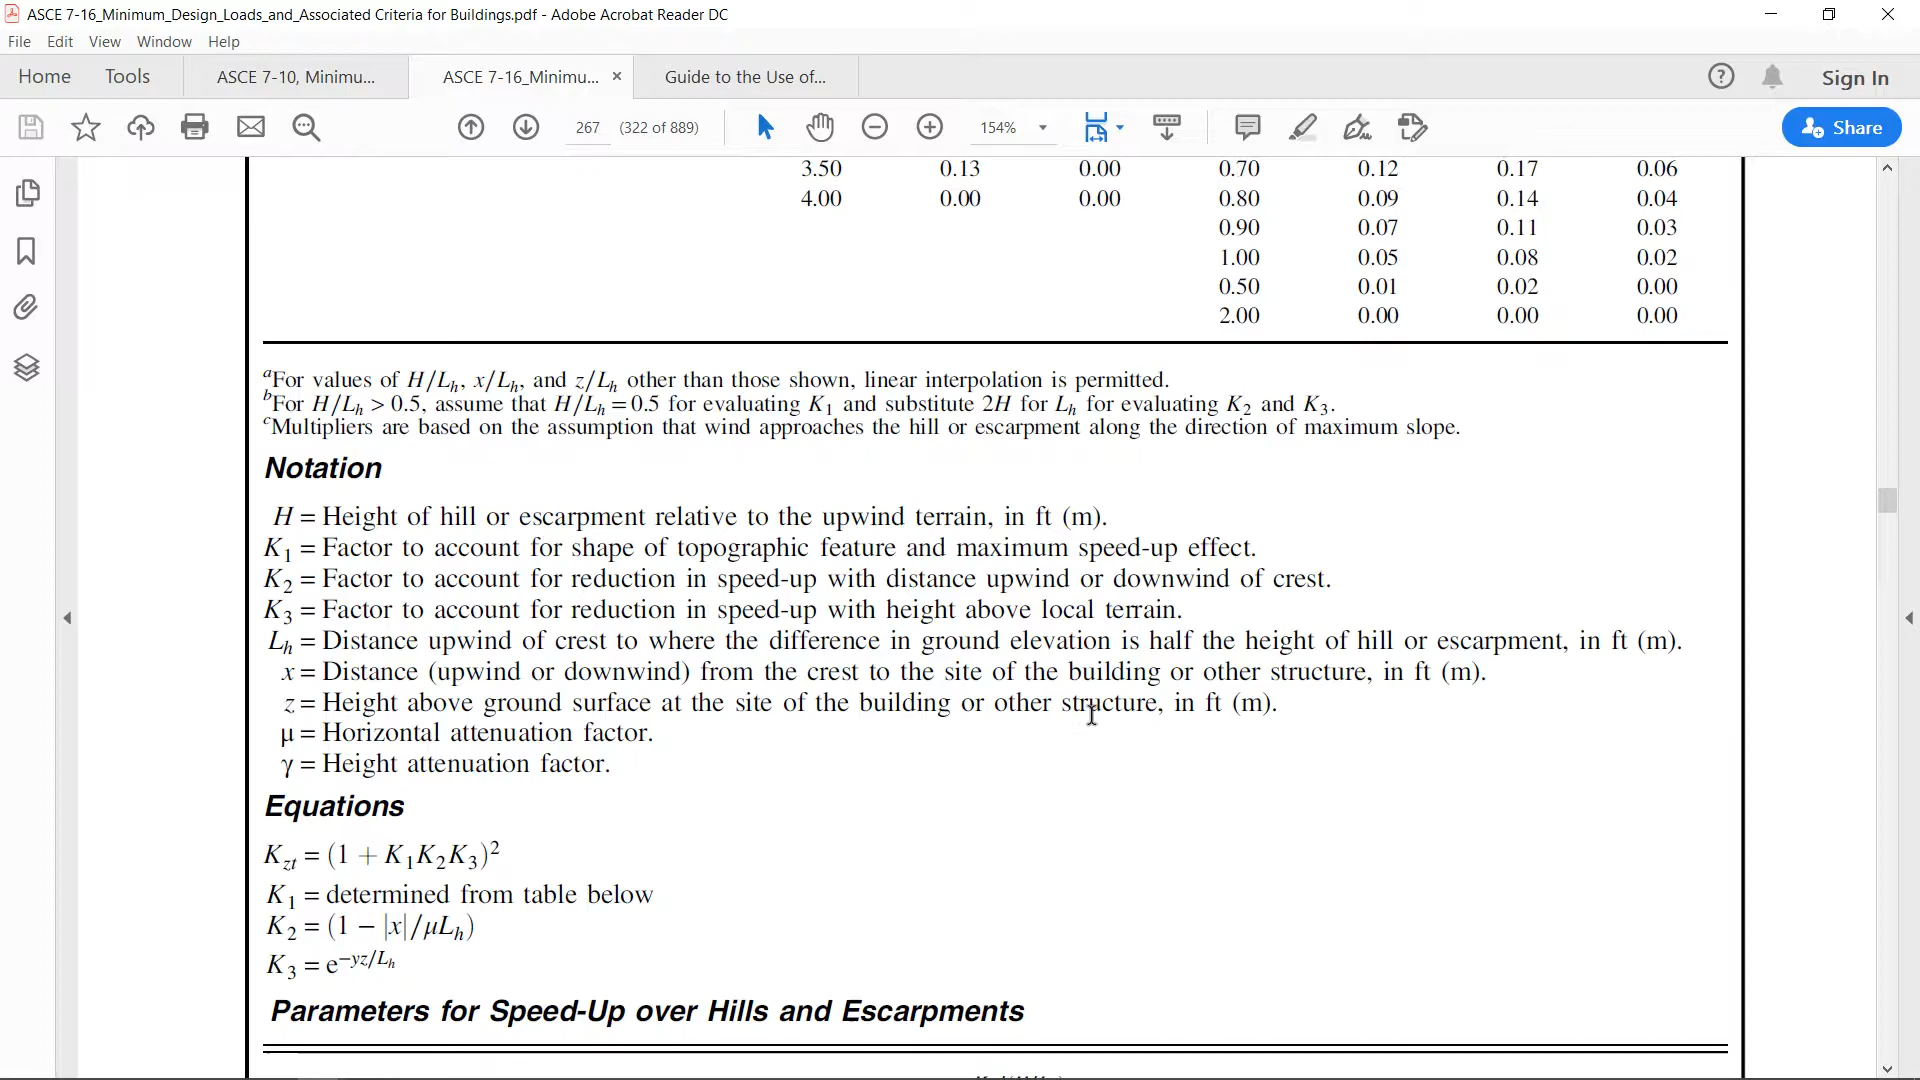 ASCE 7-16_Minimum_Design_Loads_and_Associated Criteria for Buildings.pdf - Adobe Acrobat Reader DC
File Edit View Window Help
Home Tools ASCE 7-10, Minimu... ASCE 7-16_Minimu... × Guide to the Use of... Sign In
267 (322 of 889) 154% Share
3.50 0.13 0.00 0.70 0.12 0.17 0.06
4.00 0.00 0.00 0.80 0.09 0.14 0.04
0.90 0.07 0.11 0.03
1.00 0.05 0.08 0.02
0.50 0.01 0.02 0.00
2.00 0.00 0.00 0.00
aFor values of H/Lh, x/Lh, and z/Lh other than those shown, linear interpolation is permitted.
bFor H/Lh > 0.5, assume that H/Lh = 0.5 for evaluating K1 and substitute 2H for Lh for evaluating K2 and K3.
cMultipliers are based on the assumption that wind approaches the hill or escarpment along the direction of maximum slope.
Notation
H = Height of hill or escarpment relative to the upwind terrain, in ft (m).
K1 = Factor to account for shape of topographic feature and maximum speed-up effect.
K2 = Factor to account for reduction in speed-up with distance upwind or downwind of crest.
K3 = Factor to account for reduction in speed-up with height above local terrain.
Lh = Distance upwind of crest to where the difference in ground elevation is half the height of hill or escarpment, in ft (m).
x = Distance (upwind or downwind) from the crest to the site of the building or other structure, in ft (m).
z = Height above ground surface at the site of the building or other structure, in ft (m).
μ = Horizontal attenuation factor.
γ = Height attenuation factor.
Equations
Kzt = (1 + K1K2K3)²
K1 = determined from table below
K2 = (1 − |x|/μLh)
K3 = e−yz/Lh
Parameters for Speed-Up over Hills and Escarpments